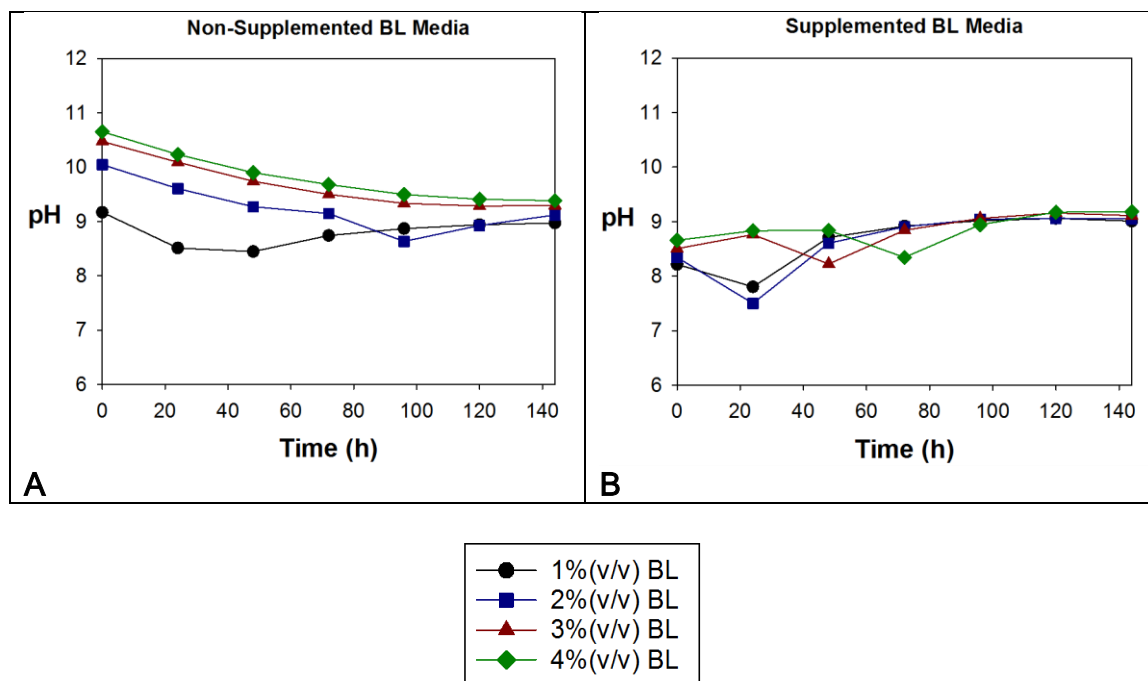 Non-Supplemented BL Media
12
11
10
9
8
7
6
pH
0 20 40 60 80 100 120 140
Time (h)
A
Supplemented BL Media
12
11
10
9
8
7
6
pH
0 20 40 60 80 100 120 140
Time (h)
B
1%(v/v) BL
2%(v/v) BL
3%(v/v) BL
4%(v/v) BL